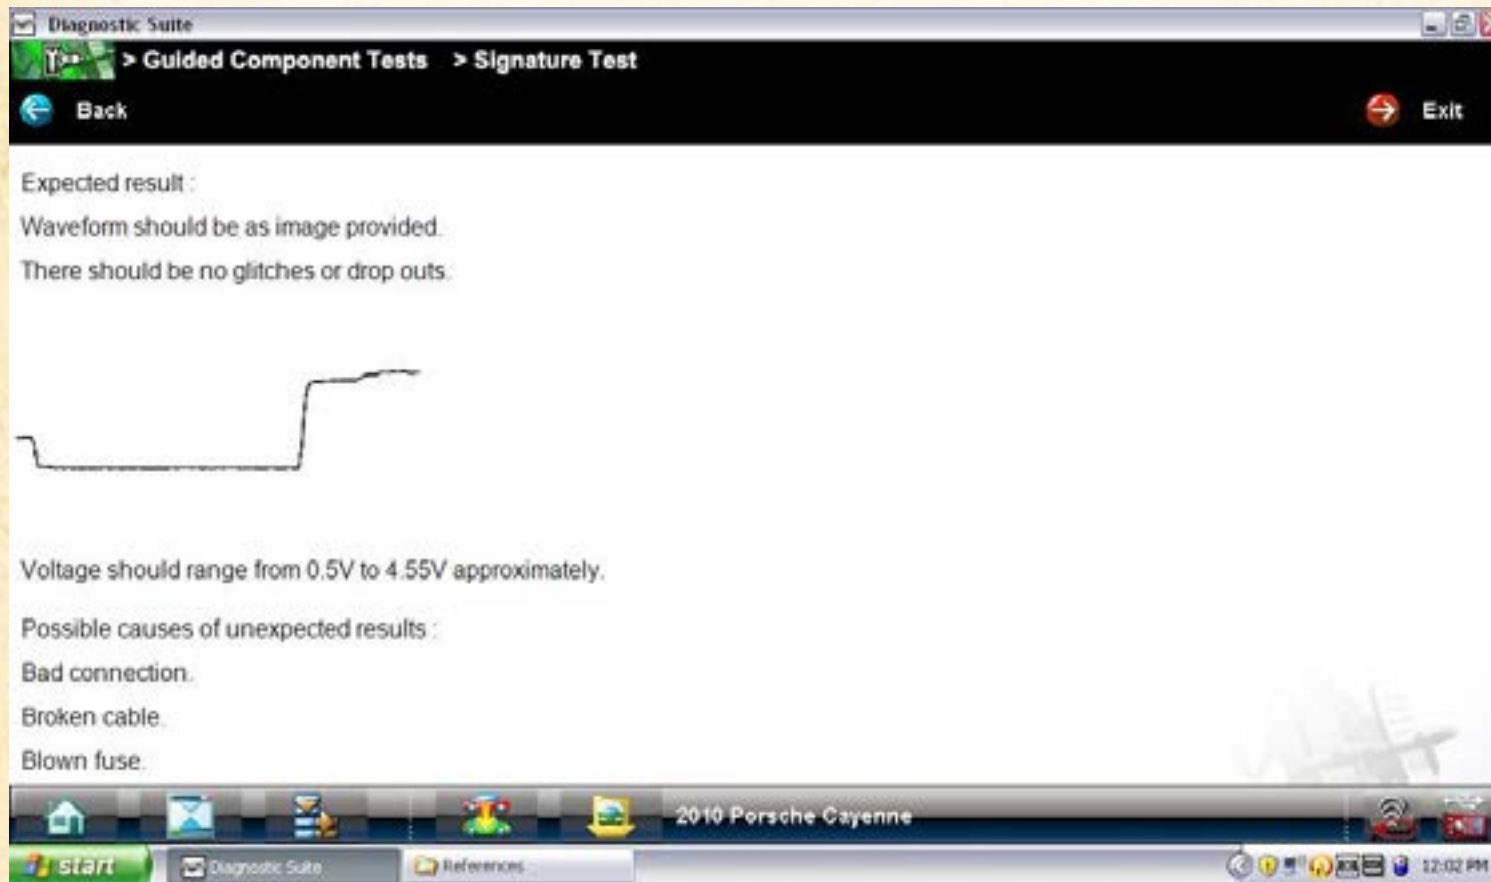 Diagnostic Suite
> Guided Component Tests > Signature Test
Back
Exit
Expected result :
Waveform should be as image provided.
There should be no glitches or drop outs.
Voltage should range from 0.5V to 4.55V approximately.
Possible causes of unexpected results :
Bad connection.
Broken cable.
Blown fuse.
2010 Porsche Cayenne
start
Diagnostic Suite
References
12:02 PM